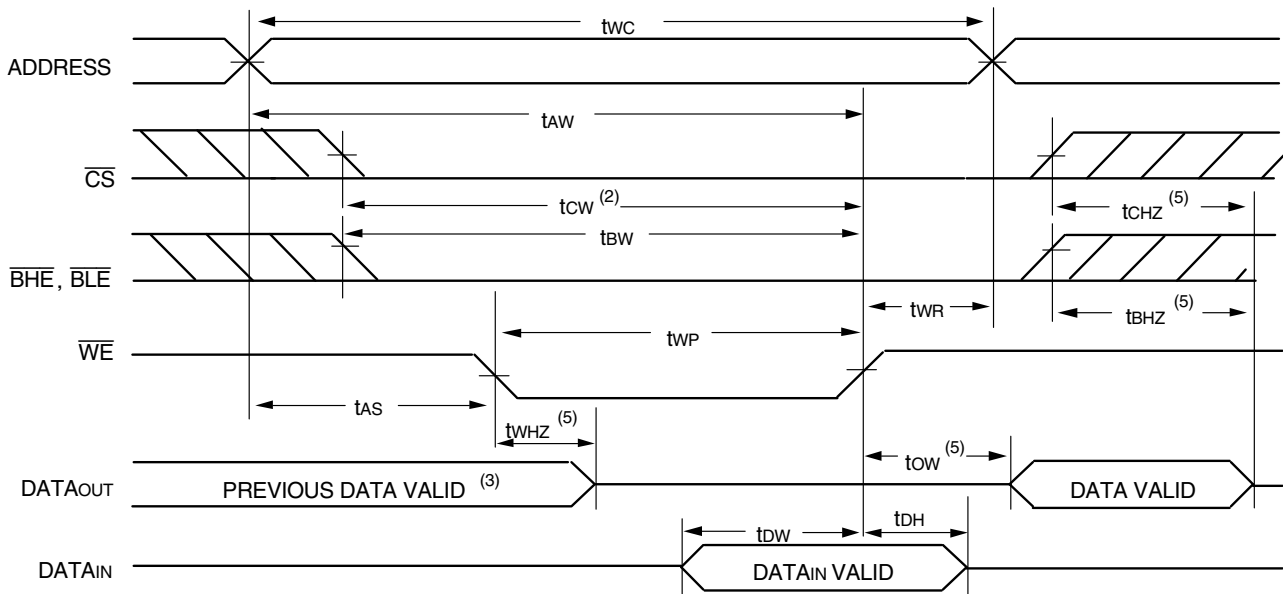 tWC
ADDRESS
tAW
CS
tCW (2)
tCHZ (5)
tBW
BHE, BLE
tWR
tBHZ (5)
tWP
WE
tAS
tWHZ (5)
tOW (5)
DATAOUT
PREVIOUS DATA VALID (3)
DATA VALID
tDW
tDH
DATAIN
DATAIN VALID